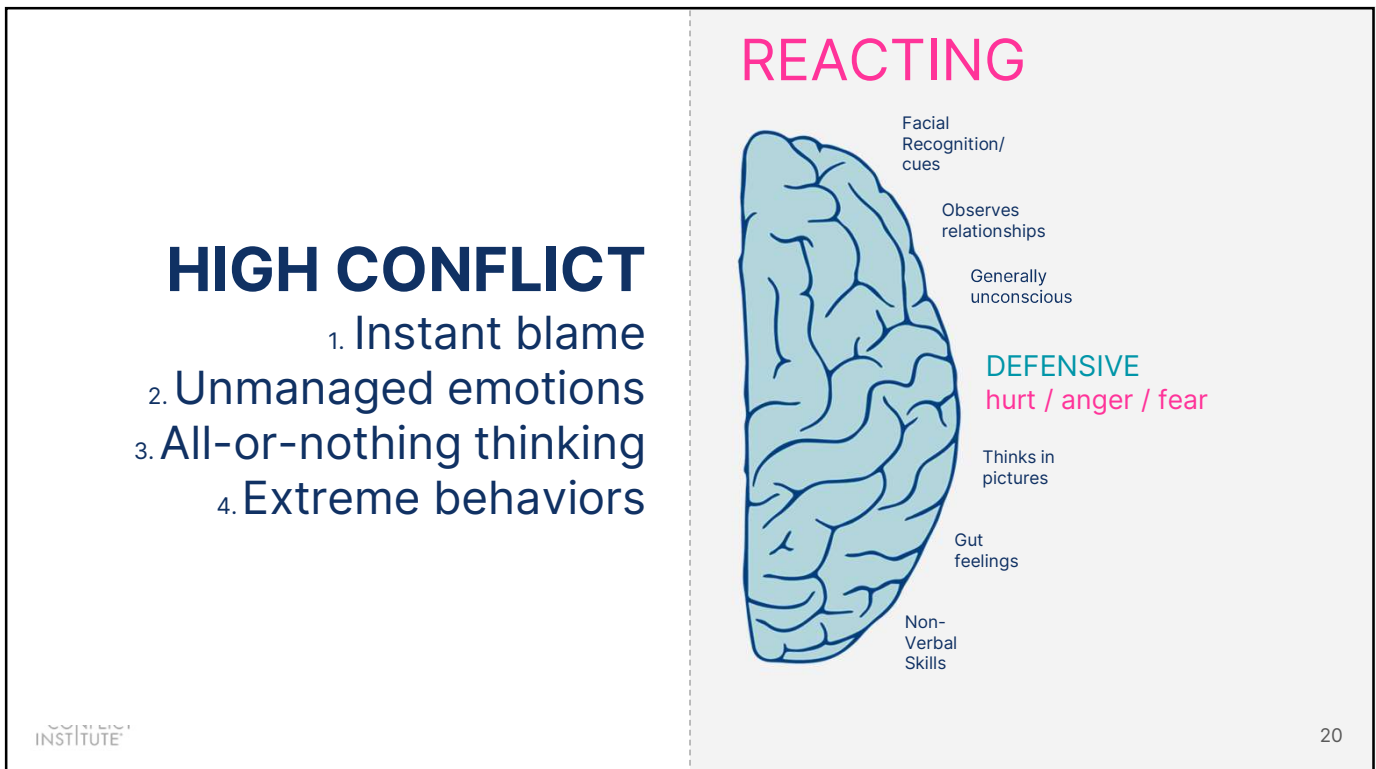 HIGH CONFLICT
1. Instant blame
2. Unmanaged emotions
3. All-or-nothing thinking
4. Extreme behaviors
REACTING
Facial
Recognition/
cues
Observes
relationships
Generally
unconscious
DEFENSIVE
hurt / anger / fear
Thinks in
pictures
Gut
feelings
Non-
Verbal
Skills
CONFLICT
INSTITUTE®
20